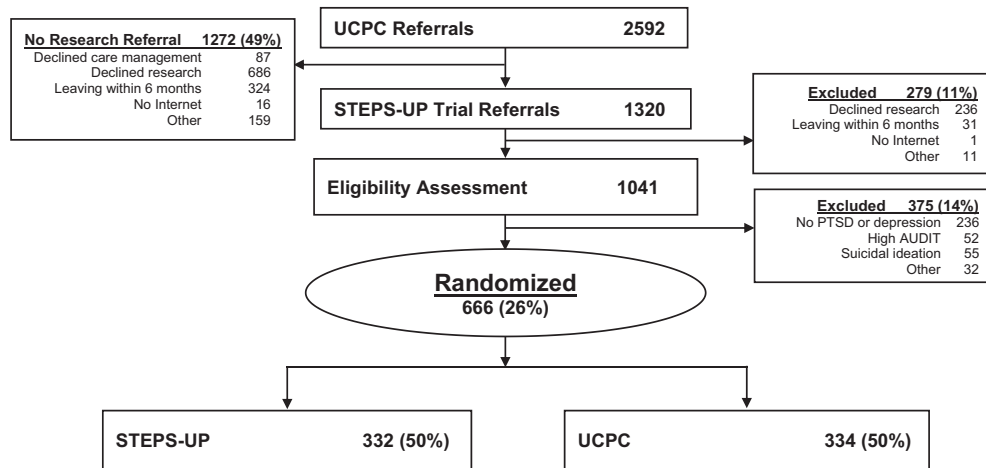 UCPC Referrals 2592
No Research Referral 1272 (49%)
Declined care management 87
Declined research 686
Leaving within 6 months 324
No Internet 16
Other 159
STEPS-UP Trial Referrals 1320
Excluded 279 (11%)
Declined research 236
Leaving within 6 months 31
No Internet 1
Other 11
Eligibility Assessment 1041
Excluded 375 (14%)
No PTSD or depression 236
High AUDIT 52
Suicidal ideation 55
Other 32
Randomized
666 (26%)
STEPS-UP 332 (50%)
UCPC 334 (50%)